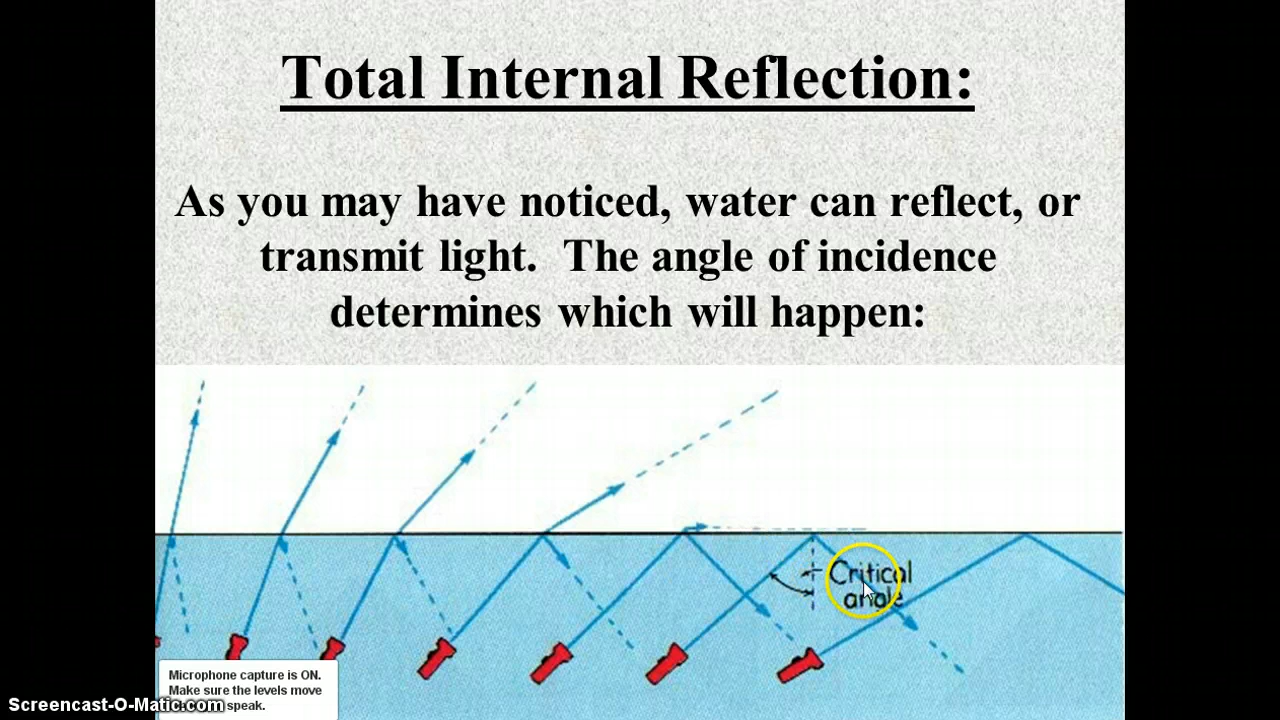 Total Internal Reflection:
As you may have noticed, water can reflect, or
transmit light. The angle of incidence
determines which will happen:
Critical
angle
Microphone capture is ON.
Make sure the levels move
speak.
Screencast-O-Matic.com